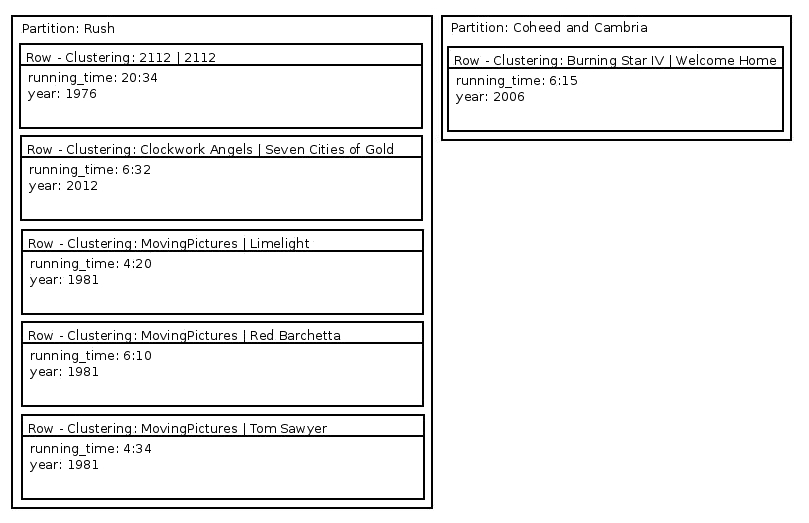 Partition: Rush
Row - Clustering: 2112 | 2112
running_time: 20:34
year: 1976
Row - Clustering: Clockwork Angels | Seven Cities of Gold
running_time: 6:32
year: 2012
Row - Clustering: MovingPictures | Limelight
running_time: 4:20
year: 1981
Row - Clustering: MovingPictures | Red Barchetta
running_time: 6:10
year: 1981
Row - Clustering: MovingPictures | Tom Sawyer
running_time: 4:34
year: 1981
Partition: Coheed and Cambria
Row - Clustering: Burning Star IV | Welcome Home
running_time: 6:15
year: 2006